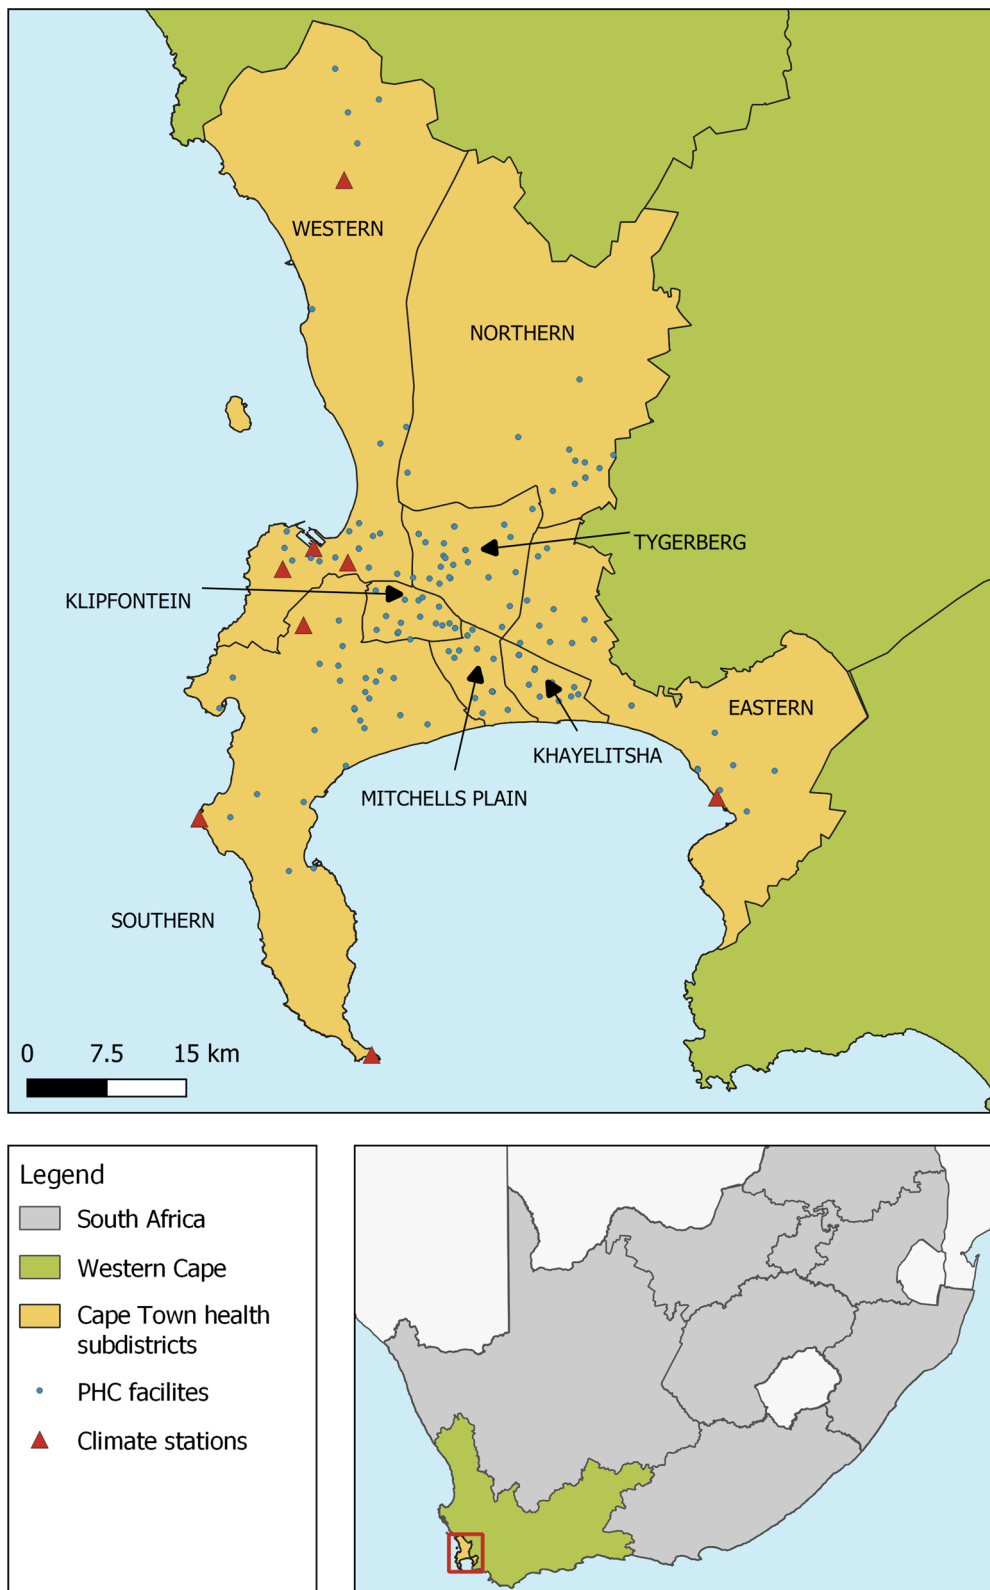 WESTERN
NORTHERN
TYGERBERG
KLIPFONTEIN
EASTERN
KHAYELITSHA
MITCHELLS PLAIN
SOUTHERN
0 7.5 15 km
Legend
South Africa
Western Cape
Cape Town health
subdistricts
PHC facilites
Climate stations